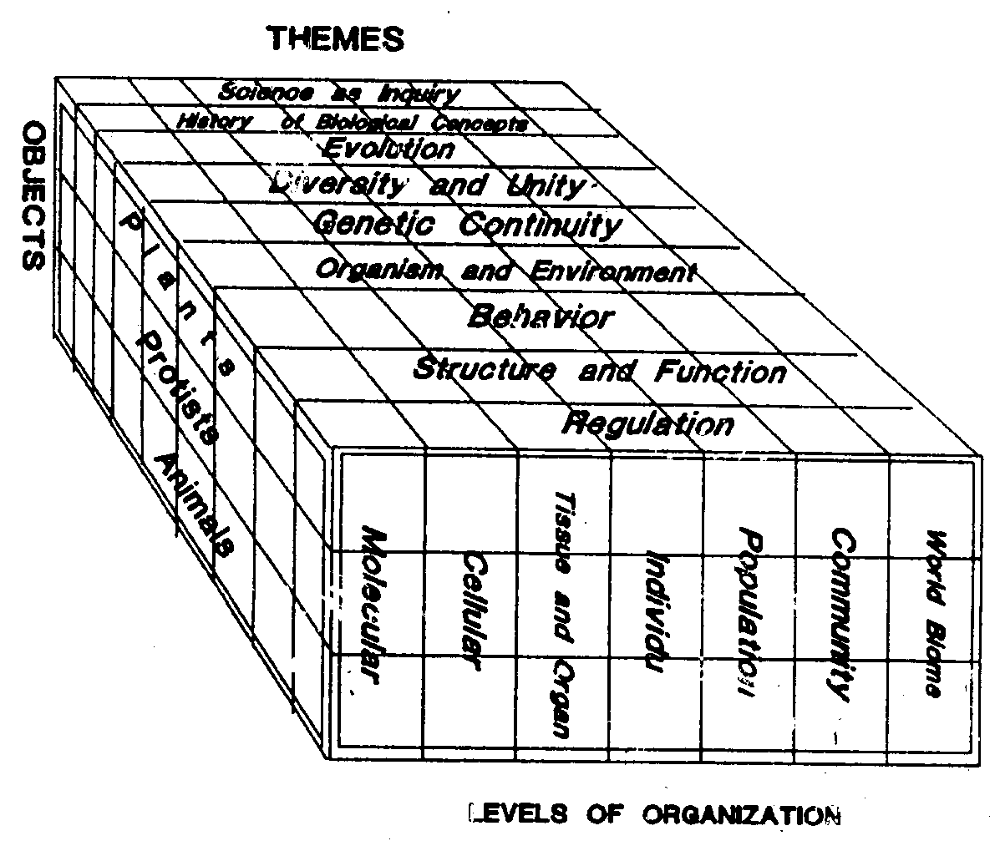 THEMES
Science as Inquiry
History of Biological Concepts
Evolution
Diversity and Unity
Genetic Continuity
Organism and Environment
Behavior
Structure and Function
Regulation
OBJECTS
Plants
Protists
Animals
Molecular
Cellular
Tissue and Organ
Individu
Population
Community
World Biome
LEVELS OF ORGANIZATION